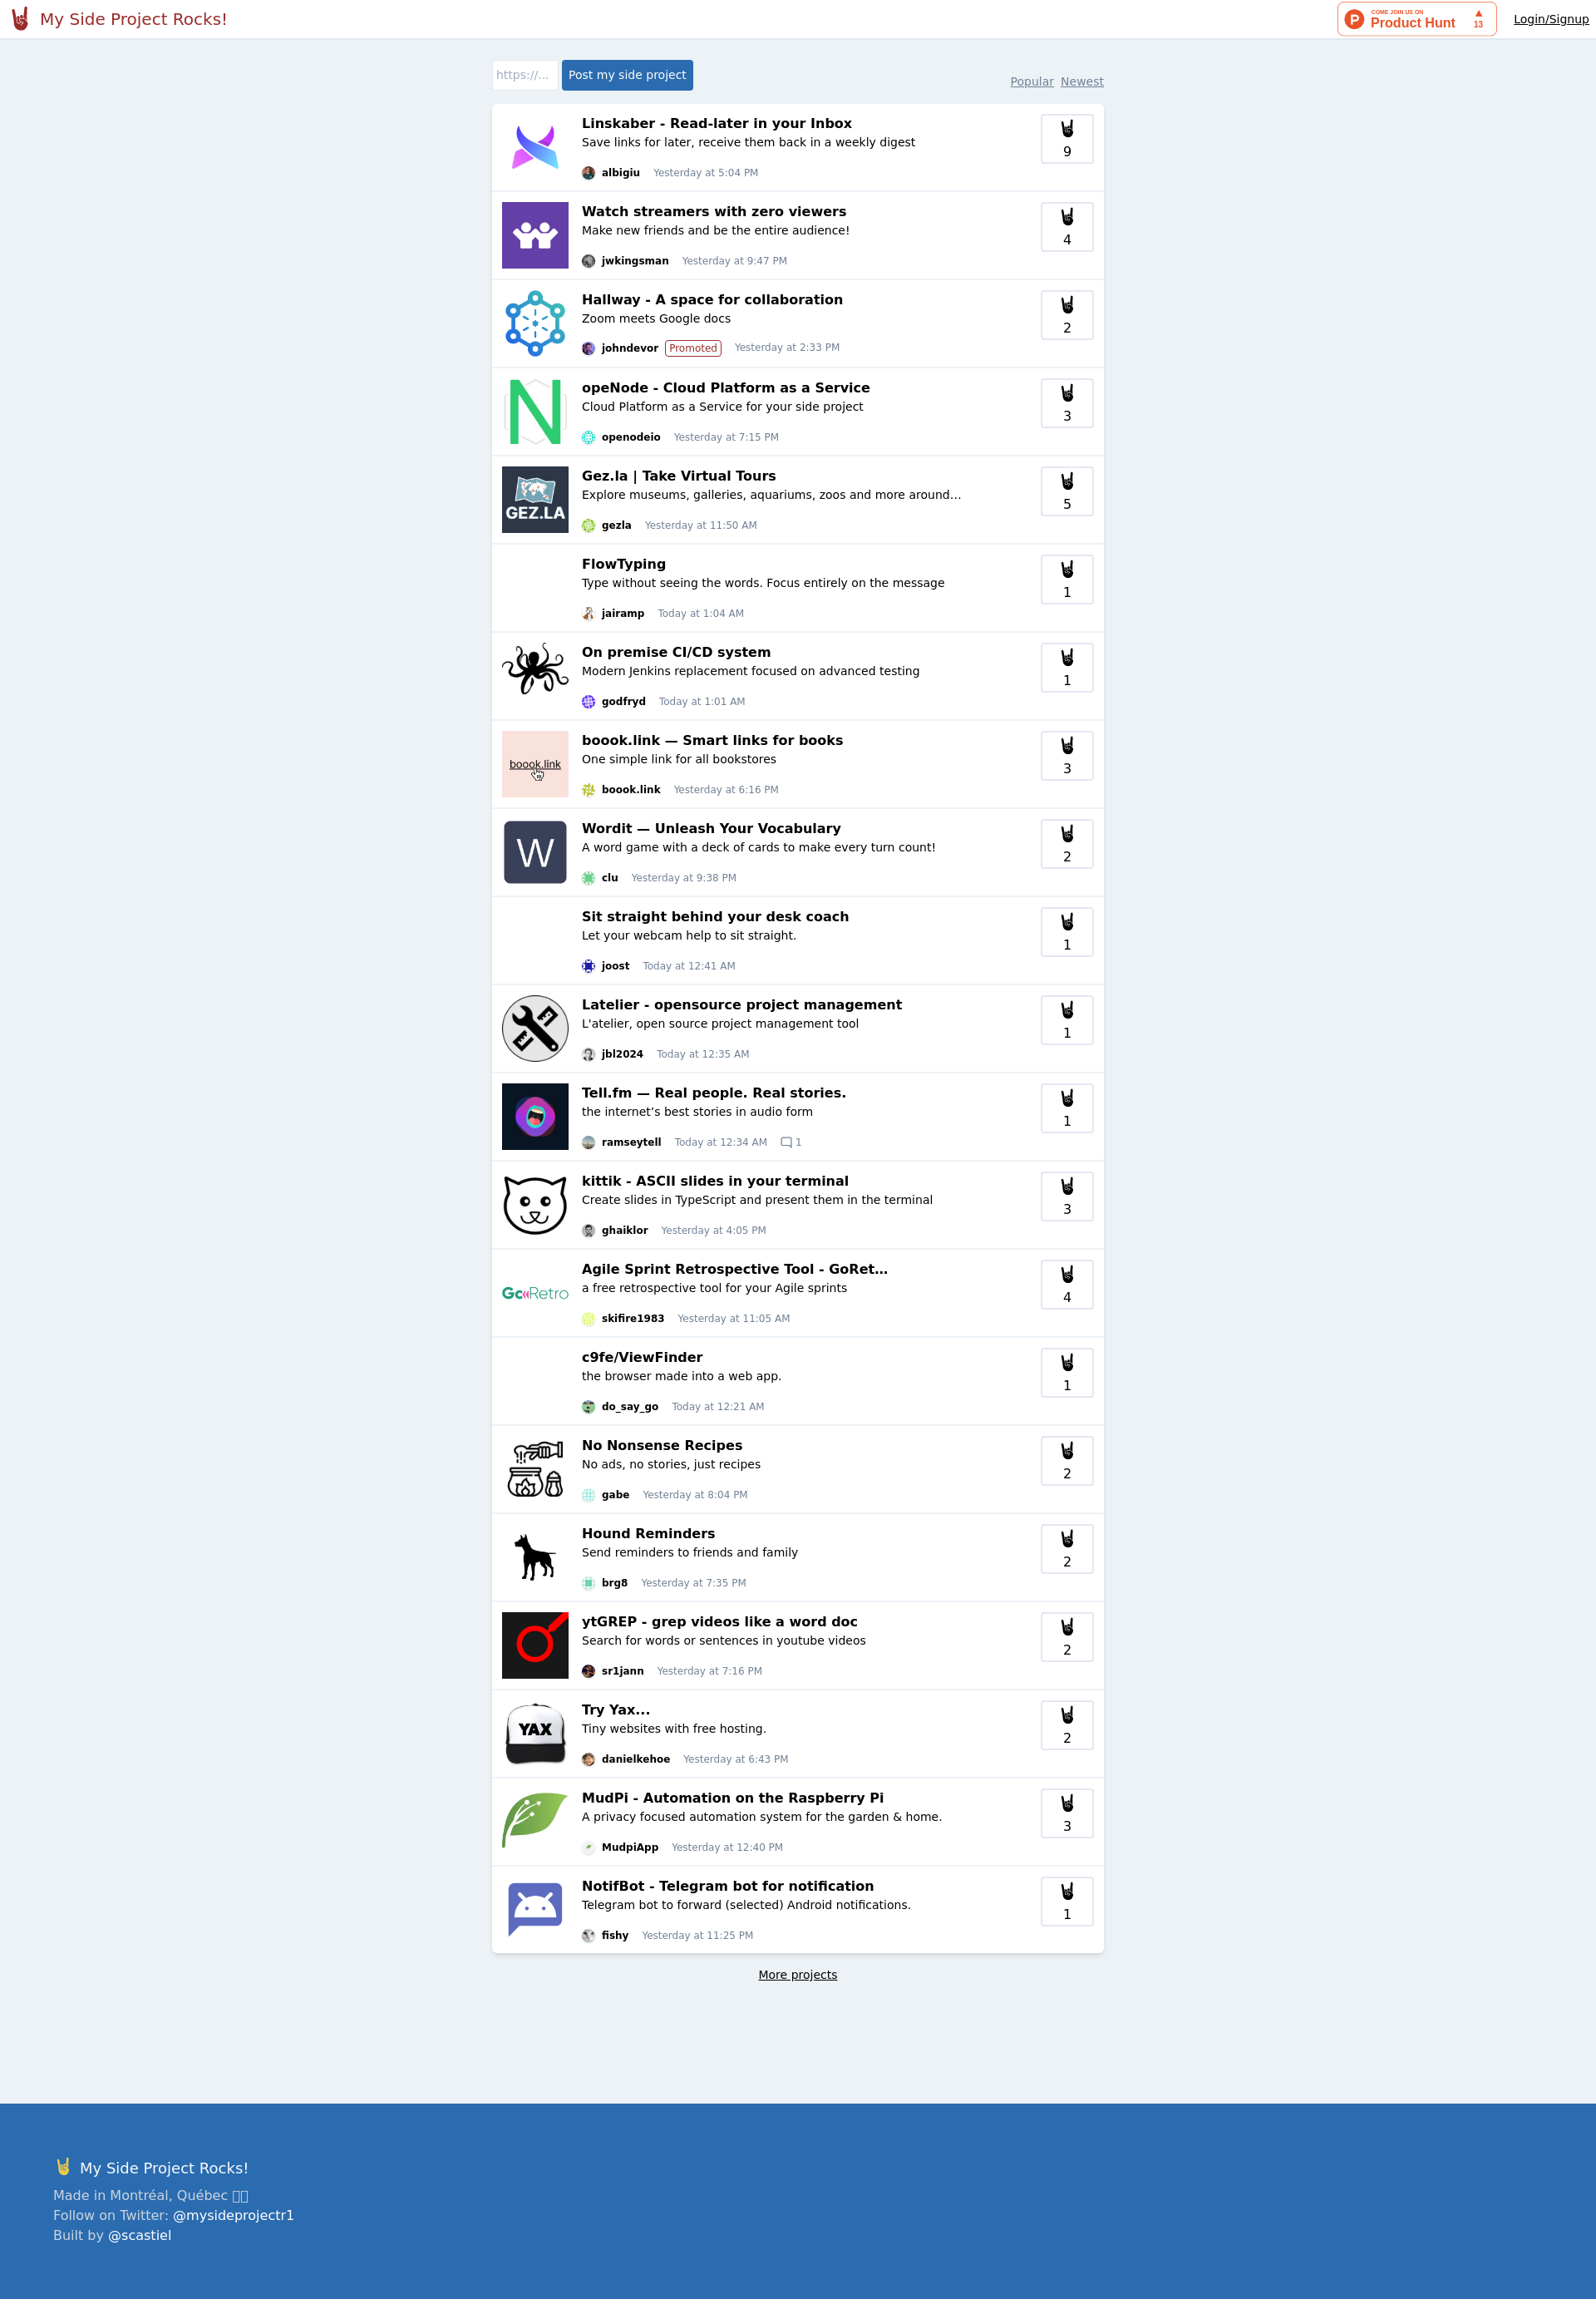 My Side Project Rocks!
COME JOIN US ON
Product Hunt
▲
13
Login/Signup
https://...
Post my side project
Popular Newest
Linskaber - Read-later in your Inbox
Save links for later, receive them back in a weekly digest
albigiu Yesterday at 5:04 PM
9
Watch streamers with zero viewers
Make new friends and be the entire audience!
jwkingsman Yesterday at 9:47 PM
4
Hallway - A space for collaboration
Zoom meets Google docs
johndevor Promoted Yesterday at 2:33 PM
2
opeNode - Cloud Platform as a Service
Cloud Platform as a Service for your side project
openodeio Yesterday at 7:15 PM
3
GEZ.LA
Gez.la | Take Virtual Tours
Explore museums, galleries, aquariums, zoos and more around…
gezla Yesterday at 11:50 AM
5
FlowTyping
Type without seeing the words. Focus entirely on the message
jairamp Today at 1:04 AM
1
On premise CI/CD system
Modern Jenkins replacement focused on advanced testing
godfryd Today at 1:01 AM
1
boook.link
boook.link — Smart links for books
One simple link for all bookstores
boook.link Yesterday at 6:16 PM
3
W
Wordit — Unleash Your Vocabulary
A word game with a deck of cards to make every turn count!
clu Yesterday at 9:38 PM
2
Sit straight behind your desk coach
Let your webcam help to sit straight.
joost Today at 12:41 AM
1
Latelier - opensource project management
L'atelier, open source project management tool
jbl2024 Today at 12:35 AM
1
Tell.fm — Real people. Real stories.
the internet’s best stories in audio form
ramseytell Today at 12:34 AM 1
1
kittik - ASCII slides in your terminal
Create slides in TypeScript and present them in the terminal
ghaiklor Yesterday at 4:05 PM
3
GoRetro
Agile Sprint Retrospective Tool - GoRet…
a free retrospective tool for your Agile sprints
skifire1983 Yesterday at 11:05 AM
4
c9fe/ViewFinder
the browser made into a web app.
do_say_go Today at 12:21 AM
1
No Nonsense Recipes
No ads, no stories, just recipes
gabe Yesterday at 8:04 PM
2
Hound Reminders
Send reminders to friends and family
brg8 Yesterday at 7:35 PM
2
ytGREP - grep videos like a word doc
Search for words or sentences in youtube videos
sr1jann Yesterday at 7:16 PM
2
YAX
Try Yax...
Tiny websites with free hosting.
danielkehoe Yesterday at 6:43 PM
2
MudPi - Automation on the Raspberry Pi
A privacy focused automation system for the garden & home.
MudpiApp Yesterday at 12:40 PM
3
NotifBot - Telegram bot for notification
Telegram bot to forward (selected) Android notifications.
fishy Yesterday at 11:25 PM
1
More projects
My Side Project Rocks!
Made in Montréal, Québec
Follow on Twitter: @mysideprojectr1
Built by @scastiel